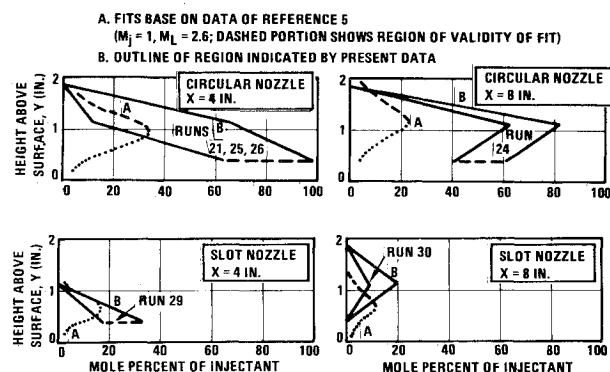 A. FITS BASE ON DATA OF REFERENCE 5
(Mj = 1, ML = 2.6; DASHED PORTION SHOWS REGION OF VALIDITY OF FIT)
B. OUTLINE OF REGION INDICATED BY PRESENT DATA
HEIGHT ABOVE
SURFACE, Y (IN.)
2
1
0
CIRCULAR NOZZLE
X = 4 IN.
A
B
RUNS
21, 25, 26
0 20 40 60 80 100
2
1
0
CIRCULAR NOZZLE
X = 8 IN.
B
A
RUN
24
0 20 40 60 80 100
HEIGHT ABOVE
SURFACE, Y (IN.)
2
1
0
SLOT NOZZLE
X = 4 IN.
B
RUN 29
A
0 20 40 60 80 100
MOLE PERCENT OF INJECTANT
2
1
0
SLOT NOZZLE
X = 8 IN.
RUN 30
B
A
0 20 40 60 80 100
MOLE PERCENT OF INJECTANT